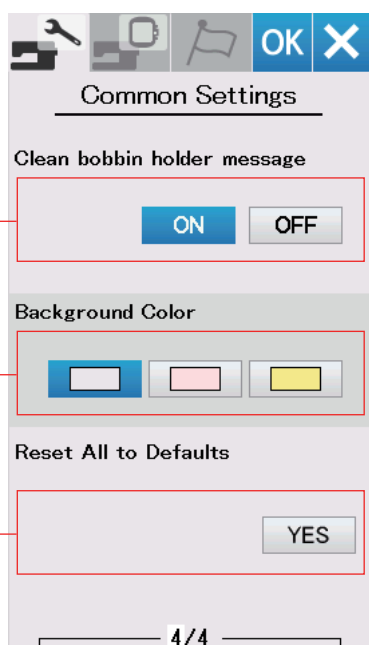 OK
Common Settings
Clean bobbin holder message
ON OFF
Background Color
Reset All to Defaults
YES
4/4